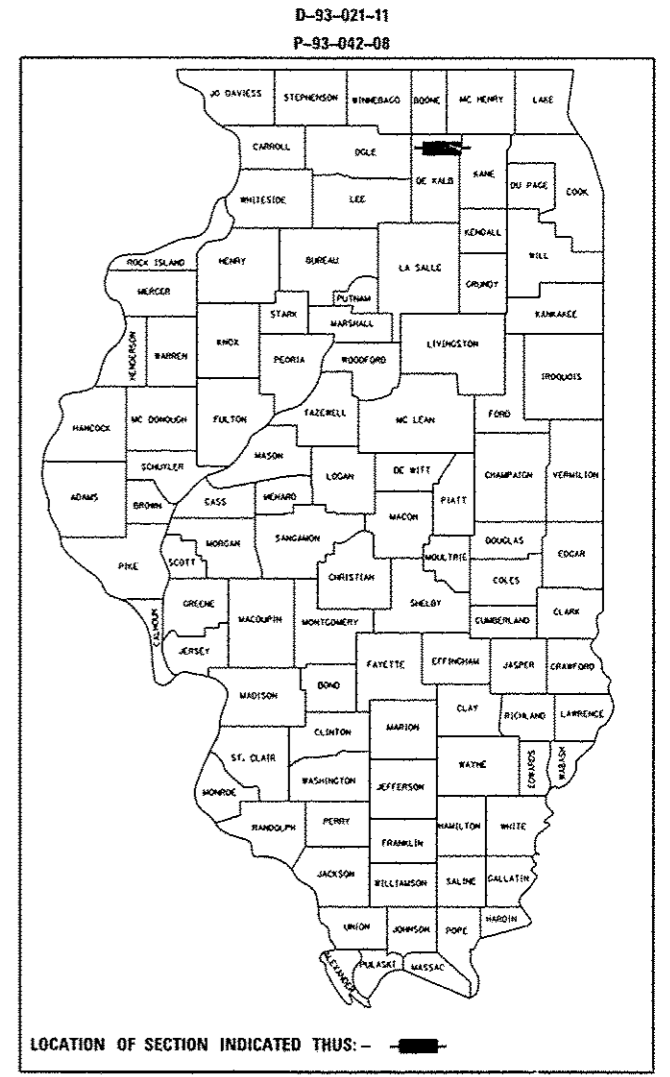 D-93-021-11
P-93-042-08
JO DAVIESS STEPHENSON WINNEBAGO BOONE MC HENRY LAKE
CARROLL OGLE DE KALB KANE DU PAGE COOK
WHITESIDE LEE
KENDALL WILL
ROCK ISLAND HENRY BUREAU LA SALLE
MERCER PUTNAM GRUNDY
STARK MARSHALL KANKAKEE
HENDERSON WARREN KNOX PEORIA WOODFORD LIVINGSTON IROQUOIS
HANCOCK MC DONOUGH FULTON TAZEWELL MC LEAN FORD
SCHUYLER MASON LOGAN DE WITT CHAMPAIGN VERMILION
ADAMS BROWN CASS MENARD MACON PIATT
PIKE SCOTT MORGAN SANGAMON MOULTRIE DOUGLAS EDGAR
CHRISTIAN COLES
CALHOUN GREENE MACOUPIN MONTGOMERY SHELBY CUMBERLAND CLARK
JERSEY FAYETTE EFFINGHAM JASPER CRAWFORD
MADISON BOND CLAY RICHLAND LAWRENCE
CLINTON MARION
ST. CLAIR WASHINGTON JEFFERSON WAYNE EDWARDS WABASH
MONROE
RANDOLPH PERRY FRANKLIN HAMILTON WHITE
JACKSON WILLIAMSON SALINE GALLATIN
UNION JOHNSON POPE HARDIN
ALEXANDER PULASKI MASSAC
LOCATION OF SECTION INDICATED THUS: -